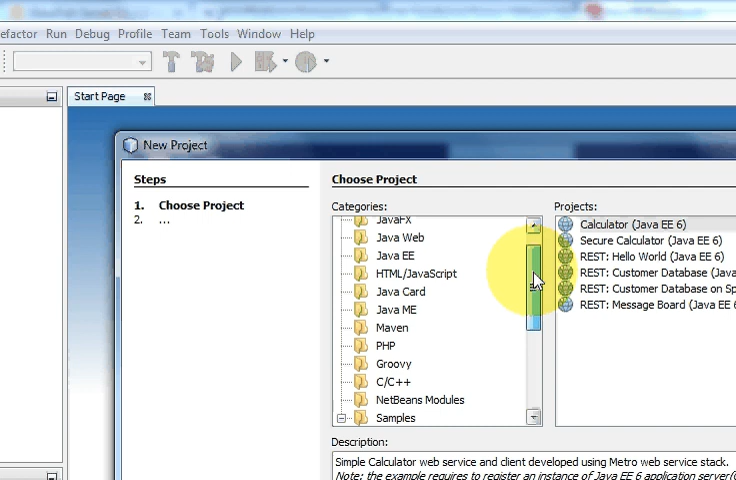 efactor Run Debug Profile Team Tools Window Help
Start Page
New Project
Steps
1. Choose Project
2. ...
Choose Project
Categories:
JavaFX
Java Web
Java EE
HTML/JavaScript
Java Card
Java ME
Maven
PHP
Groovy
C/C++
NetBeans Modules
Samples
Projects:
Calculator (Java EE 6)
Secure Calculator (Java EE 6)
REST: Hello World (Java EE 6)
REST: Customer Database (Java
REST: Customer Database on Sp
REST: Message Board (Java EE 6
Description:
Simple Calculator web service and client developed using Metro web service stack.
Note: the example requires to register an instance of Java EE 6 application server(G